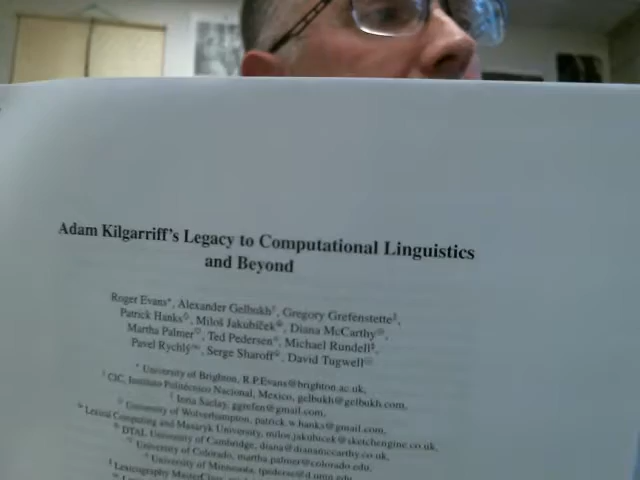 Adam Kilgarriff's Legacy to Computational Linguistics
and Beyond
Roger Evans*, Alexander Gelbukh†, Gregory Grefenstette‡,
Patrick Hanks◊, Miloš Jakubíček, Diana McCarthy,
Martha Palmer, Ted Pedersen, Michael Rundell,
Pavel Rychlý, Serge Sharoff, David Tugwell
* University of Brighton, R.P.Evans@brighton.ac.uk,
† CIC, Instituto Politécnico Nacional, Mexico, gelbukh@gelbukh.com,
‡ Inria Saclay, ggrefen@gmail.com,
University of Wolverhampton, patrick.w.hanks@gmail.com,
Lexical Computing and Masaryk University, milos.jakubicek@sketchengine.co.uk,
DTAL University of Cambridge, diana@dianamccarthy.co.uk,
University of Colorado, martha.palmer@colorado.edu,
University of Minnesota, tpederse@d.umn.edu